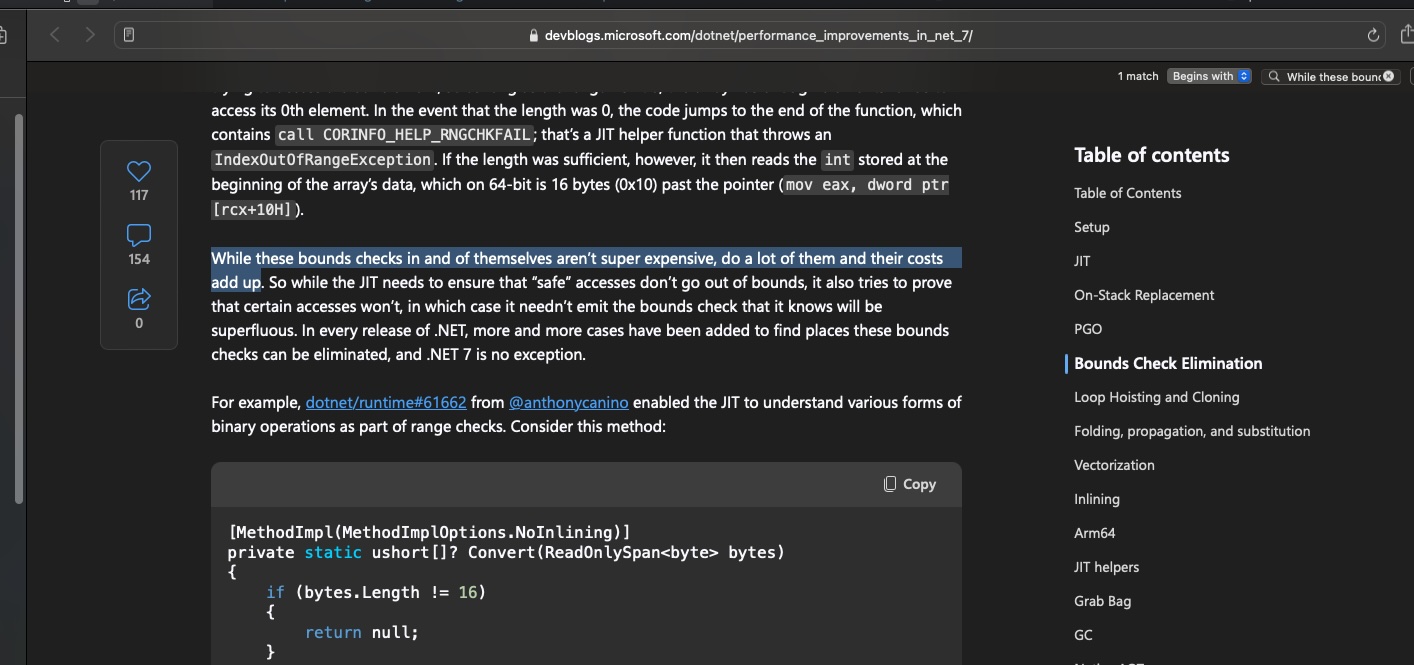 devblogs.microsoft.com/dotnet/performance_improvements_in_net_7/
1 match Begins with While these bounc
access its 0th element. In the event that the length was 0, the code jumps to the end of the function, which
contains call CORINFO_HELP_RNGCHKFAIL; that's a JIT helper function that throws an
IndexOutOfRangeException. If the length was sufficient, however, it then reads the int stored at the
beginning of the array's data, which on 64-bit is 16 bytes (0x10) past the pointer (mov eax, dword ptr
[rcx+10H]).
117
154
0
While these bounds checks in and of themselves aren't super expensive, do a lot of them and their costs
add up. So while the JIT needs to ensure that “safe” accesses don't go out of bounds, it also tries to prove
that certain accesses won't, in which case it needn't emit the bounds check that it knows will be
superfluous. In every release of .NET, more and more cases have been added to find places these bounds
checks can be eliminated, and .NET 7 is no exception.
For example, dotnet/runtime#61662 from @anthonycanino enabled the JIT to understand various forms of
binary operations as part of range checks. Consider this method:
Copy
[MethodImpl(MethodImplOptions.NoInlining)]
private static ushort[]? Convert(ReadOnlySpan<byte> bytes)
{
if (bytes.Length != 16)
{
return null;
}
Table of contents
Table of Contents
Setup
JIT
On-Stack Replacement
PGO
Bounds Check Elimination
Loop Hoisting and Cloning
Folding, propagation, and substitution
Vectorization
Inlining
Arm64
JIT helpers
Grab Bag
GC